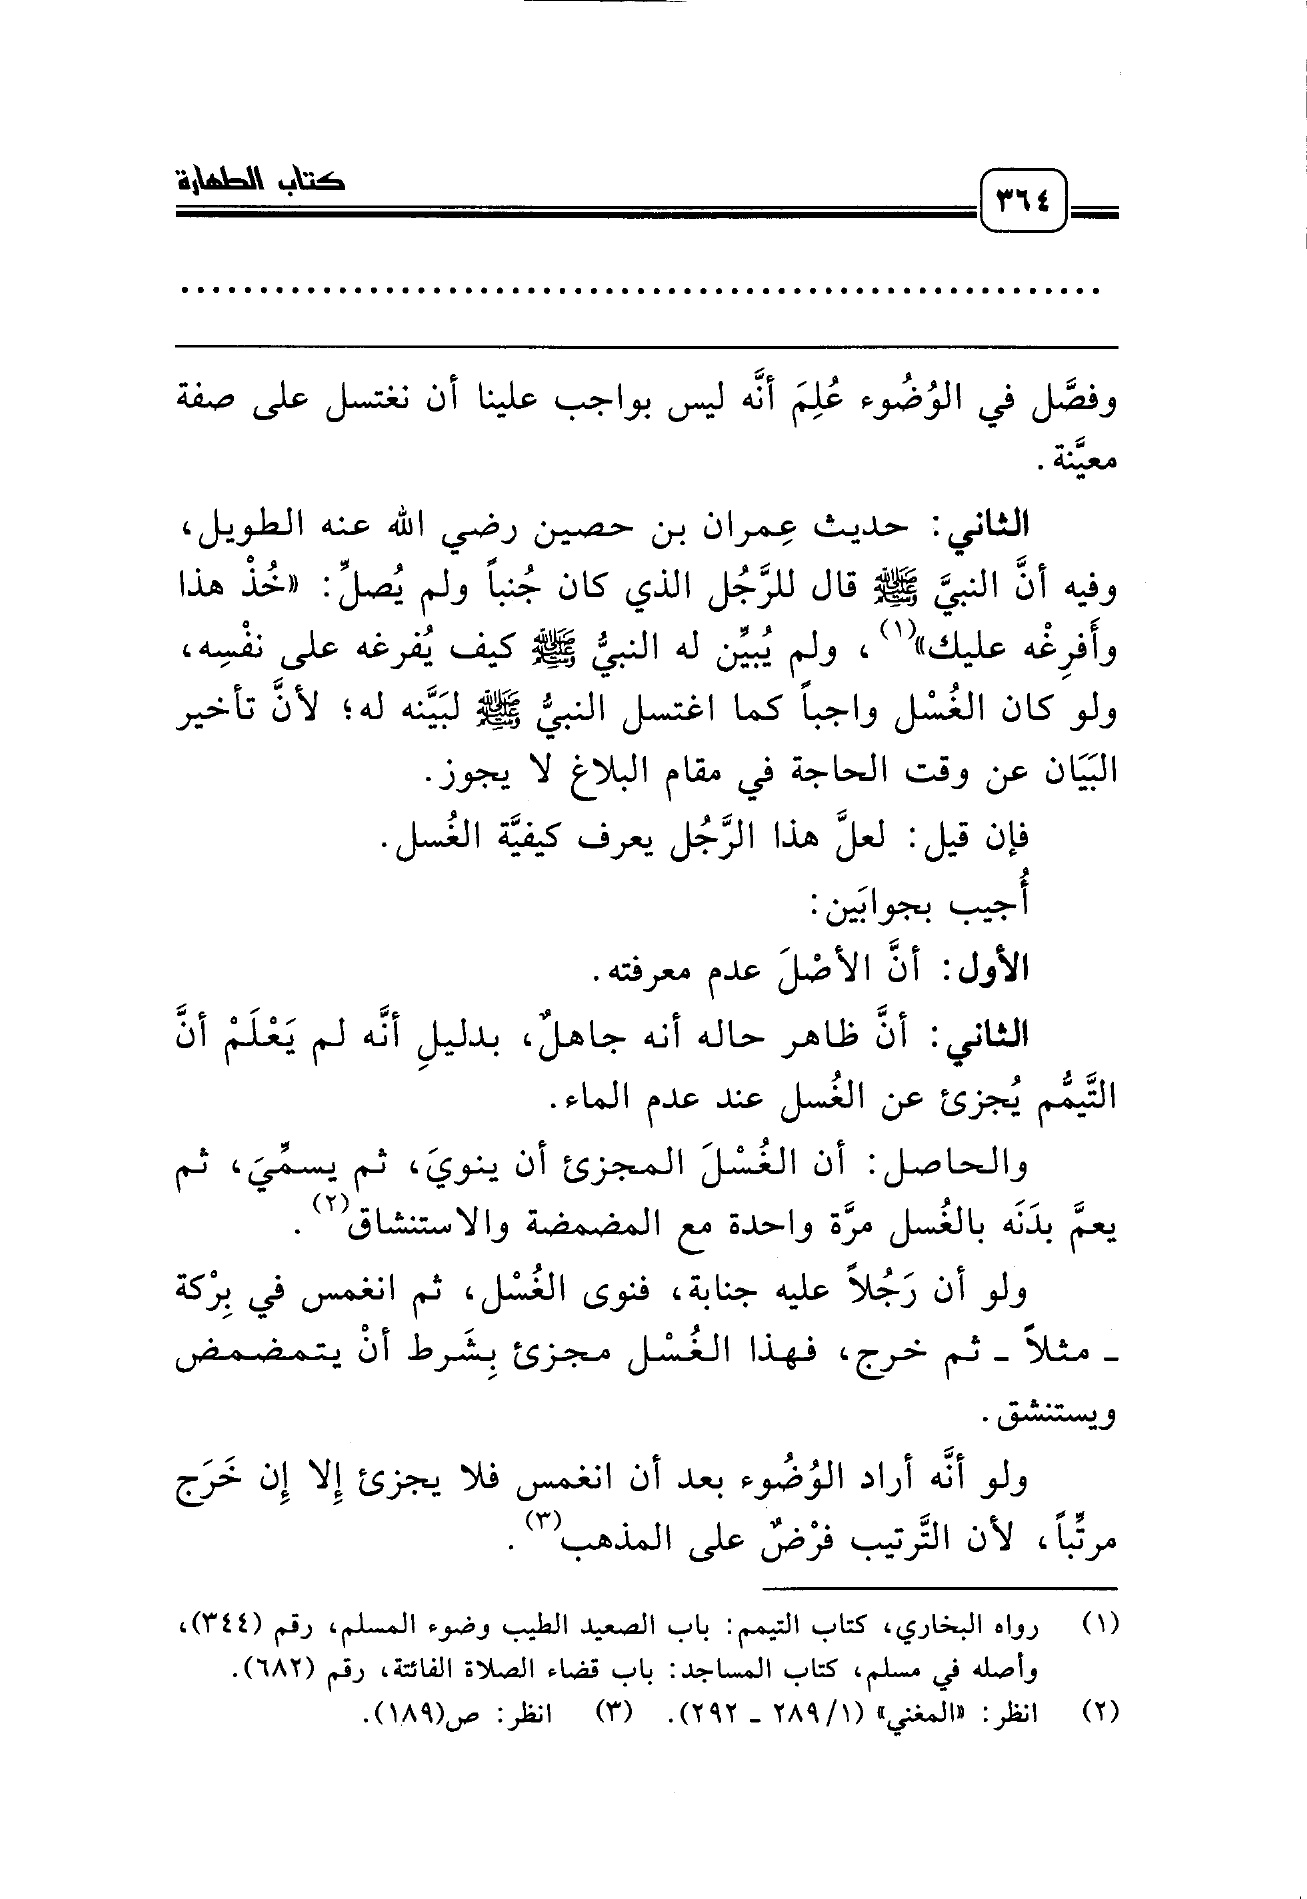 كتاب الطهارة
٣٦٤
..........................................................
وفصَّل في الوُضُوء عُلِمَ أنَّه ليس بواجب علينا أن نغتسل على صفة
معيَّنة.
الثاني: حديث عِمران بن حصين رضي الله عنه الطويل،
وفيه أنَّ النبيَّ ﷺ قال للرَّجُل الذي كان جُنباً ولم يُصلِّ: «خُذْ هذا
وأَفرِغْه عليك»(١)، ولم يُبيِّن له النبيُّ ﷺ كيف يُفرغه على نفْسِه،
ولو كان الغُسْل واجباً كما اغتسل النبيُّ ﷺ لبَيَّنه له؛ لأنَّ تأخير
البَيَان عن وقت الحاجة في مقام البلاغ لا يجوز.
فإن قيل: لعلَّ هذا الرَّجُل يعرف كيفيَّة الغُسل.
أُجيب بجوابَين:
الأول: أنَّ الأصْلَ عدم معرفته.
الثاني: أنَّ ظاهر حاله أنه جاهلٌ، بدليلِ أنَّه لم يَعْلَمْ أنَّ
التَّيمُّم يُجزئ عن الغُسل عند عدم الماء.
والحاصل: أن الغُسْلَ المجزئ أن ينويَ، ثم يسمِّيَ، ثم
يعمَّ بدَنَه بالغُسل مرَّة واحدة مع المضمضة والاستنشاق(٢).
ولو أن رَجُلاً عليه جنابة، فنوى الغُسْل، ثم انغمس في بِرْكة
ـ مثلاً ـ ثم خرج، فهذا الغُسْل مجزئ بِشَرط أنْ يتمضمض
ويستنشق.
ولو أنَّه أراد الوُضُوء بعد أن انغمس فلا يجزئ إِلا إِن خَرَج
مرتِّباً، لأن التَّرتيب فرْضٌ على المذهب(٣).
(١) رواه البخاري، كتاب التيمم: باب الصعيد الطيب وضوء المسلم، رقم (٣٤٤)،
وأصله في مسلم، كتاب المساجد: باب قضاء الصلاة الفائتة، رقم (٦٨٢).
(٢) انظر: «المغني» (١/ ٢٨٩ ـ ٢٩٢). (٣) انظر: ص(١٨٩).